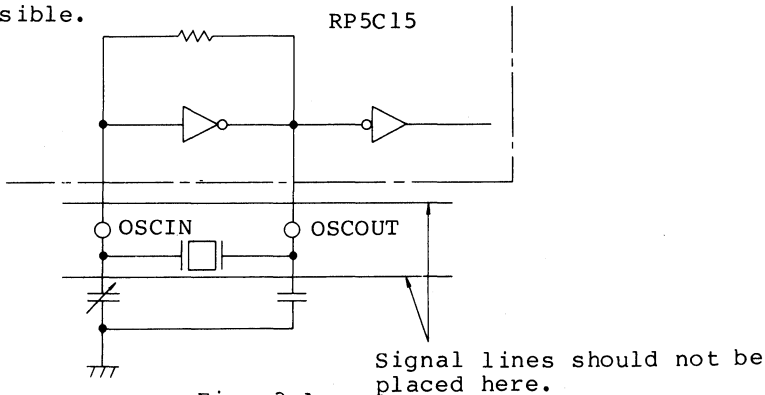 sible.
RP5C15
OSCIN
OSCOUT
Signal lines should not be
placed here.